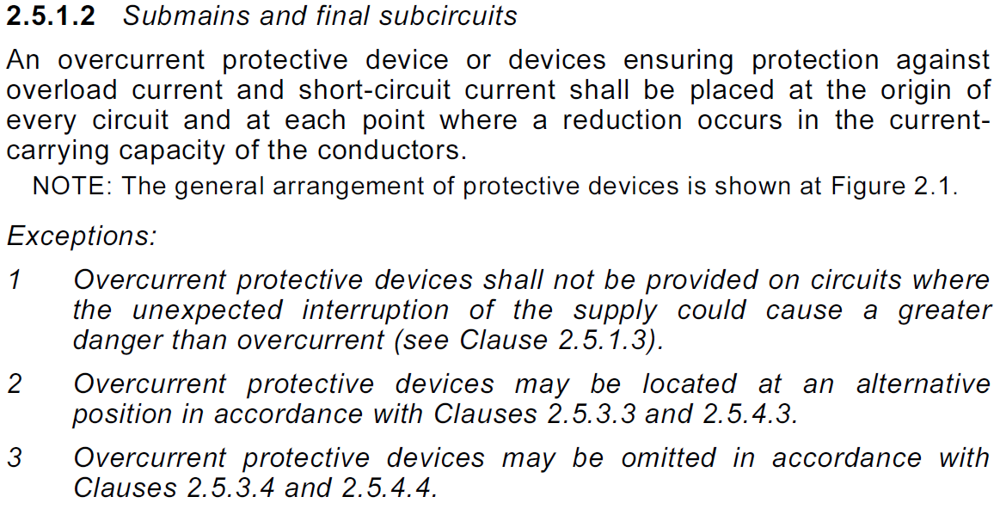 2.5.1.2 Submains and final subcircuits
An overcurrent protective device or devices ensuring protection against
overload current and short-circuit current shall be placed at the origin of
every circuit and at each point where a reduction occurs in the current-
carrying capacity of the conductors.
NOTE: The general arrangement of protective devices is shown at Figure 2.1.
Exceptions:
1 Overcurrent protective devices shall not be provided on circuits where
the unexpected interruption of the supply could cause a greater
danger than overcurrent (see Clause 2.5.1.3).
2 Overcurrent protective devices may be located at an alternative
position in accordance with Clauses 2.5.3.3 and 2.5.4.3.
3 Overcurrent protective devices may be omitted in accordance with
Clauses 2.5.3.4 and 2.5.4.4.